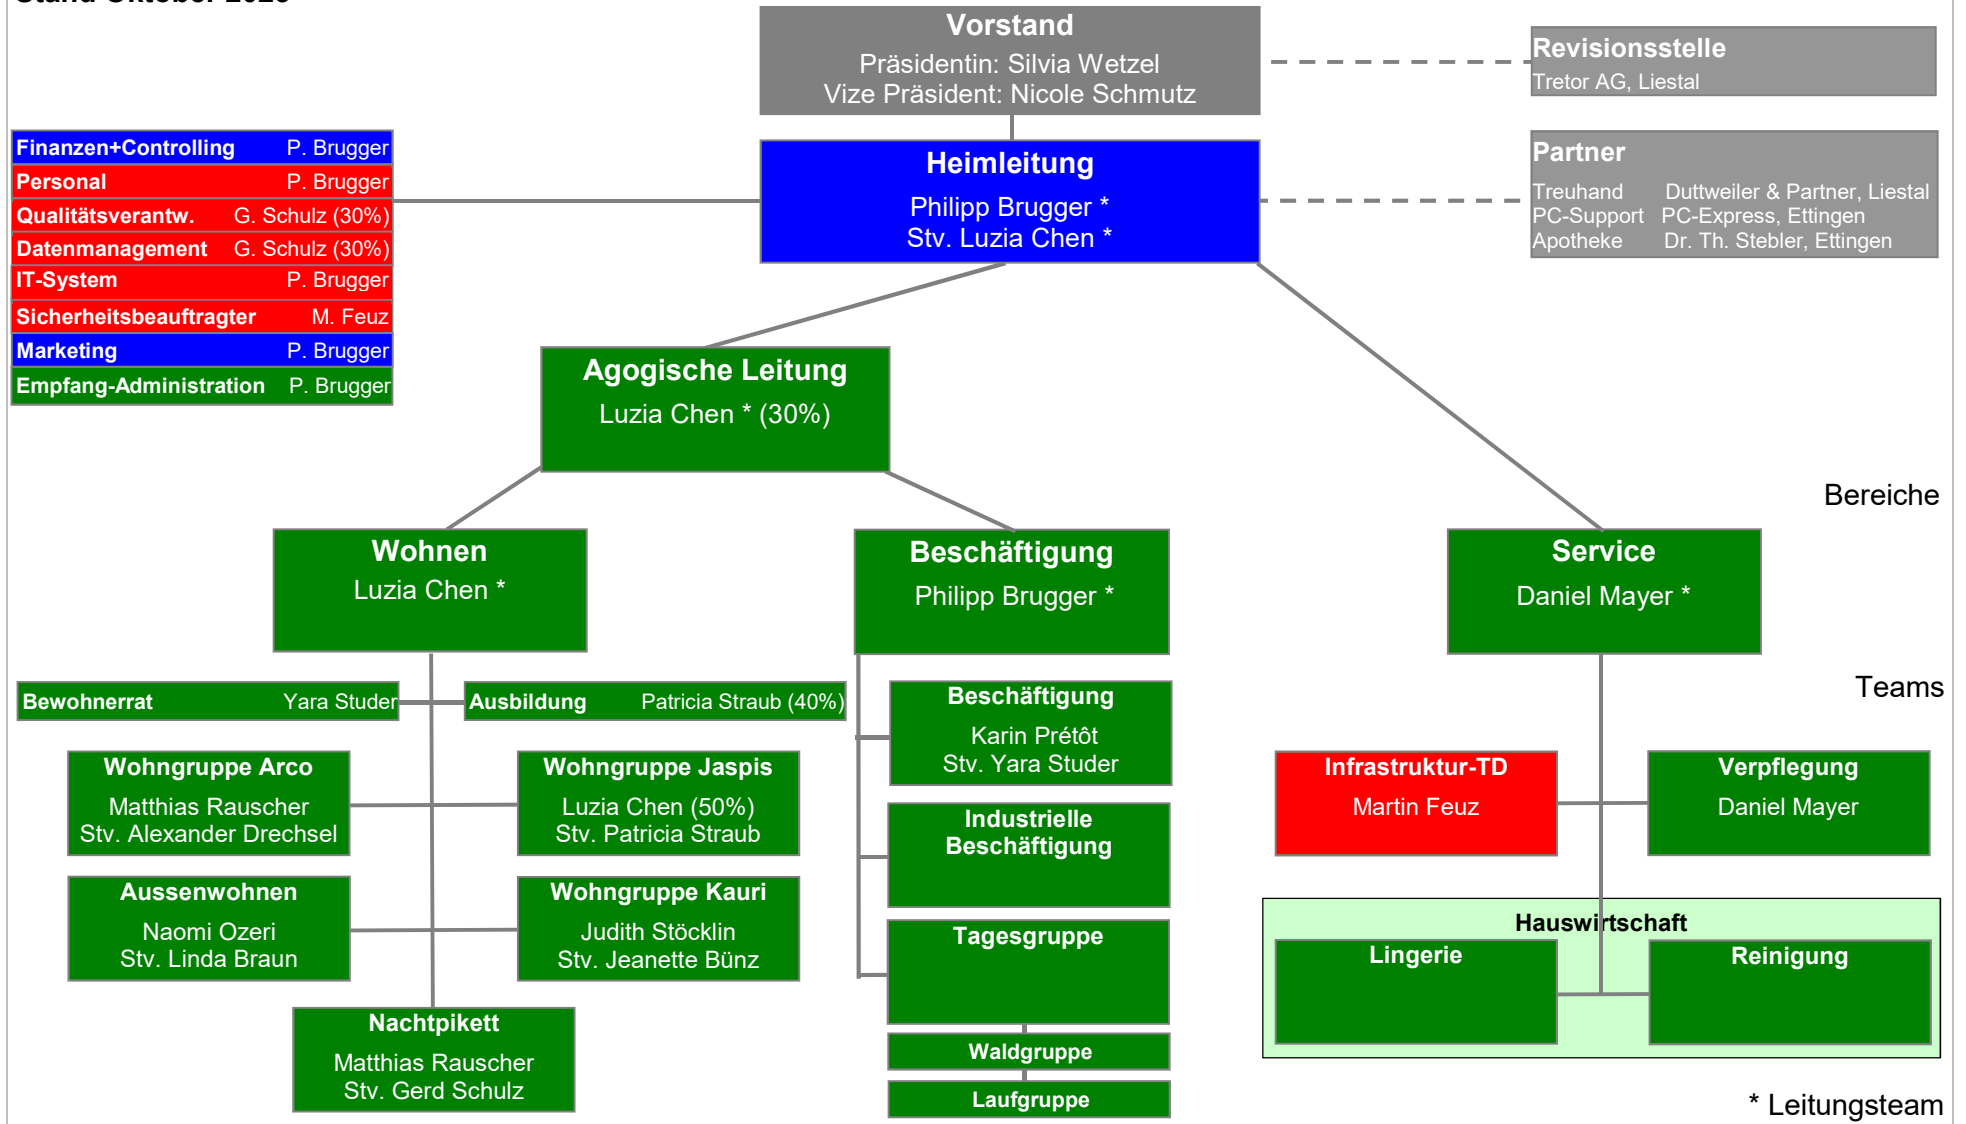 Vorstand
Präsidentin: Silvia Wetzel
Vize Präsident: Nicole Schmutz
Revisionsstelle
Tretor AG, Liestal
Finanzen+Controlling P. Brugger
Personal P. Brugger
Qualitätsverantw. G. Schulz (30%)
Datenmanagement G. Schulz (30%)
IT-System P. Brugger
Sicherheitsbeauftragter M. Feuz
Marketing P. Brugger
Empfang-Administration P. Brugger
Heimleitung
Philipp Brugger *
Stv. Luzia Chen *
Partner
Treuhand Duttweiler & Partner, Liestal
PC-Support PC-Express, Ettingen
Apotheke Dr. Th. Stebler, Ettingen
Agogische Leitung
Luzia Chen * (30%)
Bereiche
Wohnen
Luzia Chen *
Beschäftigung
Philipp Brugger *
Service
Daniel Mayer *
Teams
Bewohnerrat Yara Studer
Ausbildung Patricia Straub (40%)
Wohngruppe Arco
Matthias Rauscher
Stv. Alexander Drechsel
Wohngruppe Jaspis
Luzia Chen (50%)
Stv. Patricia Straub
Aussenwohnen
Naomi Ozeri
Stv. Linda Braun
Wohngruppe Kauri
Judith Stöcklin
Stv. Jeanette Bünz
Nachtpikett
Matthias Rauscher
Stv. Gerd Schulz
Beschäftigung
Karin Prétôt
Stv. Yara Studer
Industrielle
Beschäftigung
Tagesgruppe
Waldgruppe
Laufgruppe
Infrastruktur-TD
Martin Feuz
Verpflegung
Daniel Mayer
Hauswirtschaft
Lingerie
Reinigung
* Leitungsteam